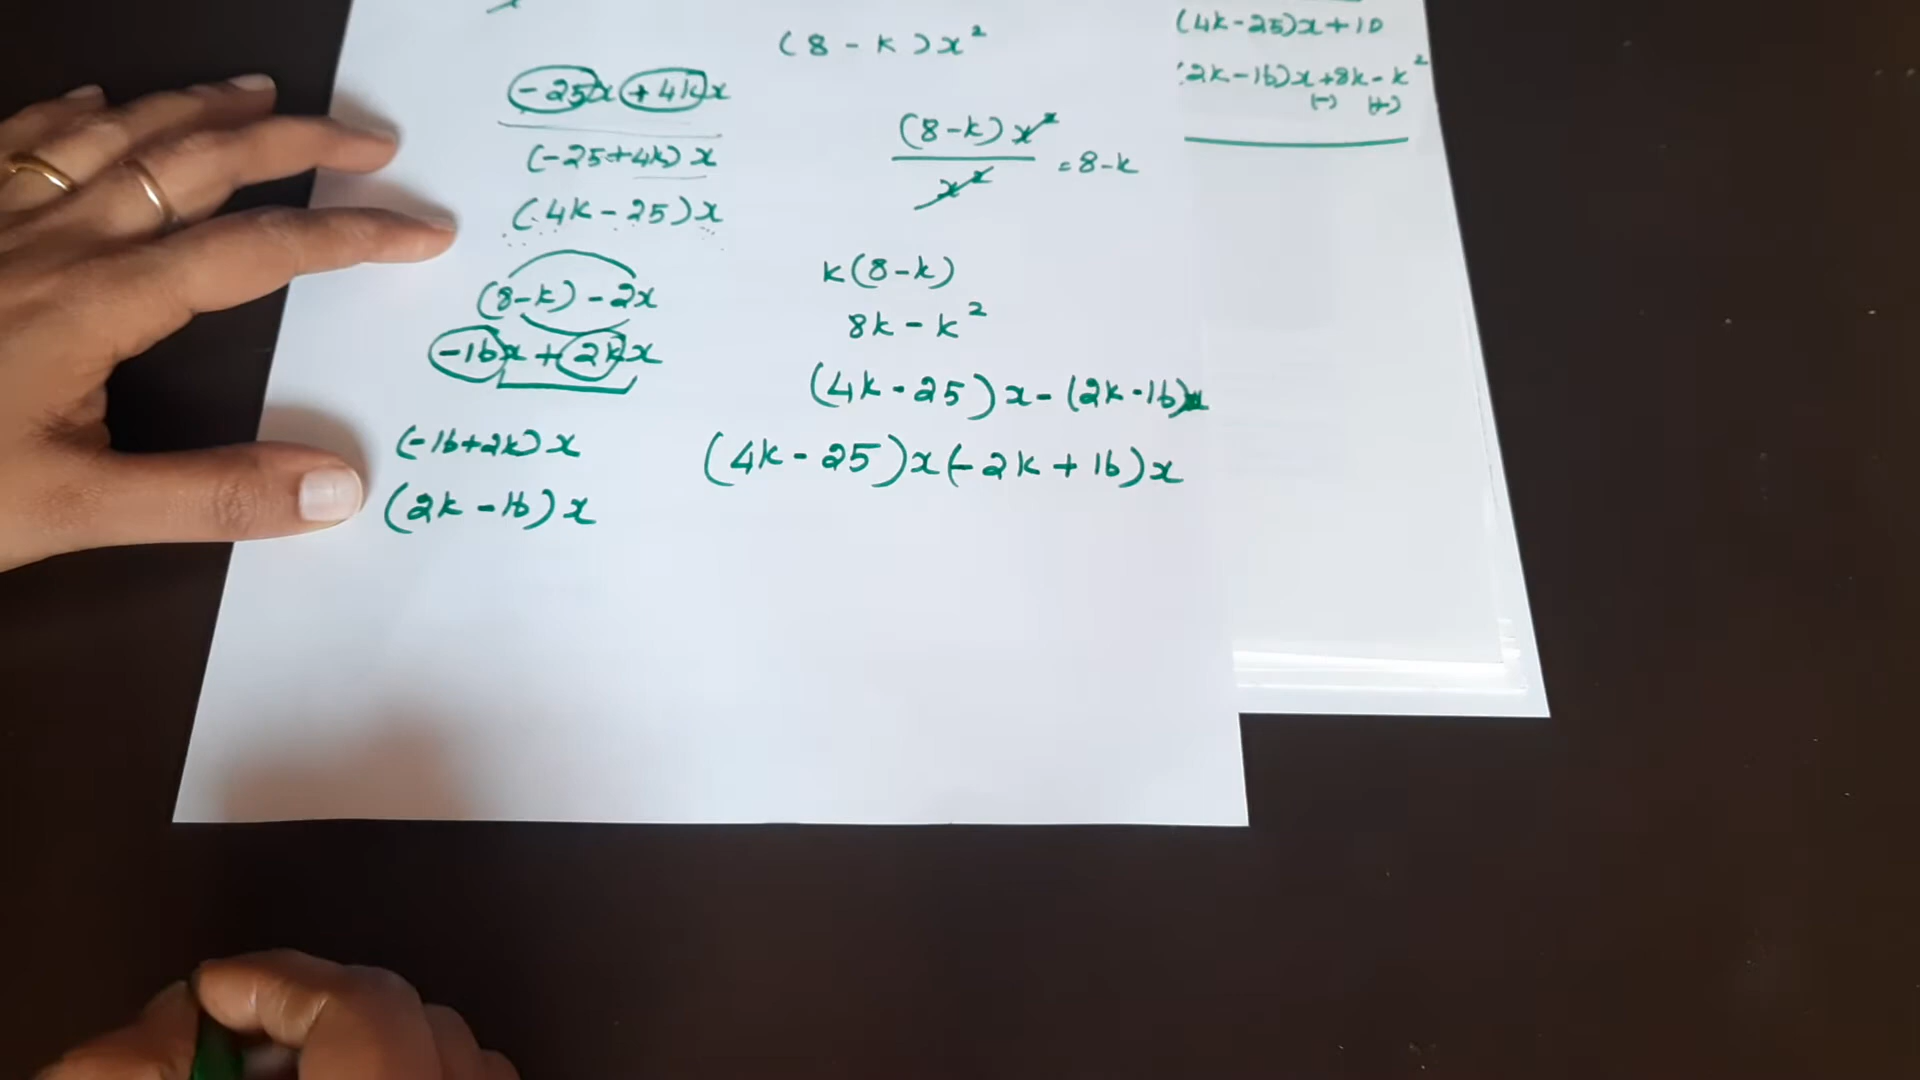 (8 - k)x²
-25x + 4kx
(-25+4k)x
(4k - 25)x
(8-k) - 2x
-16x + 2kx
(-16+2k)x
(2k - 16)x
(8-k)x²
x²
= 8-k
k(8-k)
8k - k²
(4k - 25)x - (2k - 16)x
(4k - 25)x(-2k + 16)x
(4k-25)x+10
(2k-16)x+8k-k²
(-) (+)